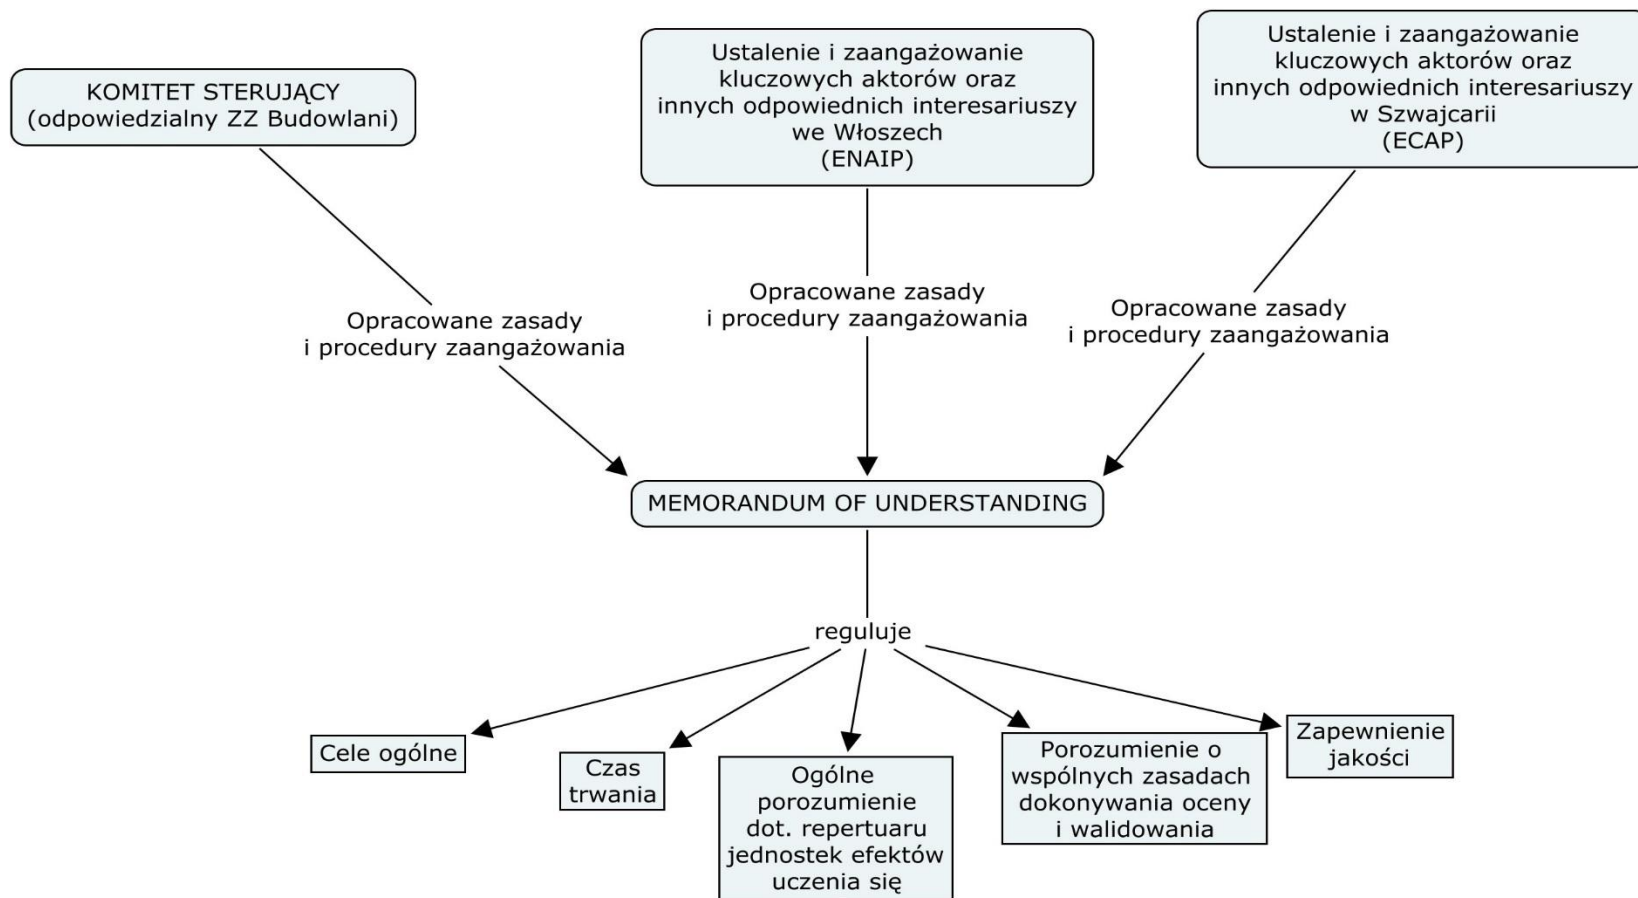 KOMITET STERUJĄCY
(odpowiedzialny ZZ Budowlani)
Ustalenie i zaangażowanie
kluczowych aktorów oraz
innych odpowiednich interesariuszy
we Włoszech
(ENAIP)
Ustalenie i zaangażowanie
kluczowych aktorów oraz
innych odpowiednich interesariuszy
w Szwajcarii
(ECAP)
Opracowane zasady
i procedury zaangażowania
Opracowane zasady
i procedury zaangażowania
Opracowane zasady
i procedury zaangażowania
MEMORANDUM OF UNDERSTANDING
reguluje
Cele ogólne
Czas
trwania
Ogólne
porozumienie
dot. repertuaru
jednostek efektów
uczenia się
Porozumienie o
wspólnych zasadach
dokonywania oceny
i walidowania
Zapewnienie
jakości